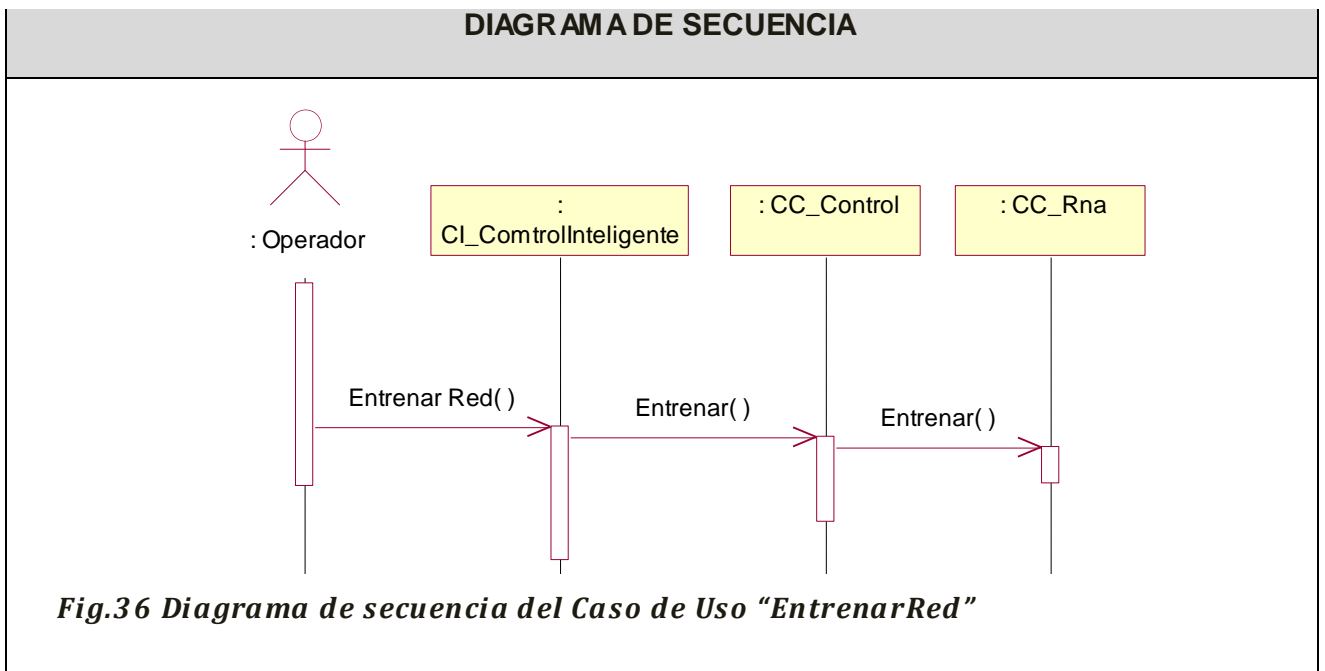 DIAGRAMA DE SECUENCIA
: Operador
:
CI_ComtrolInteligente
: CC_Control
: CC_Rna
Entrenar Red( )
Entrenar( )
Entrenar( )
Fig.36 Diagrama de secuencia del Caso de Uso “EntrenarRed”